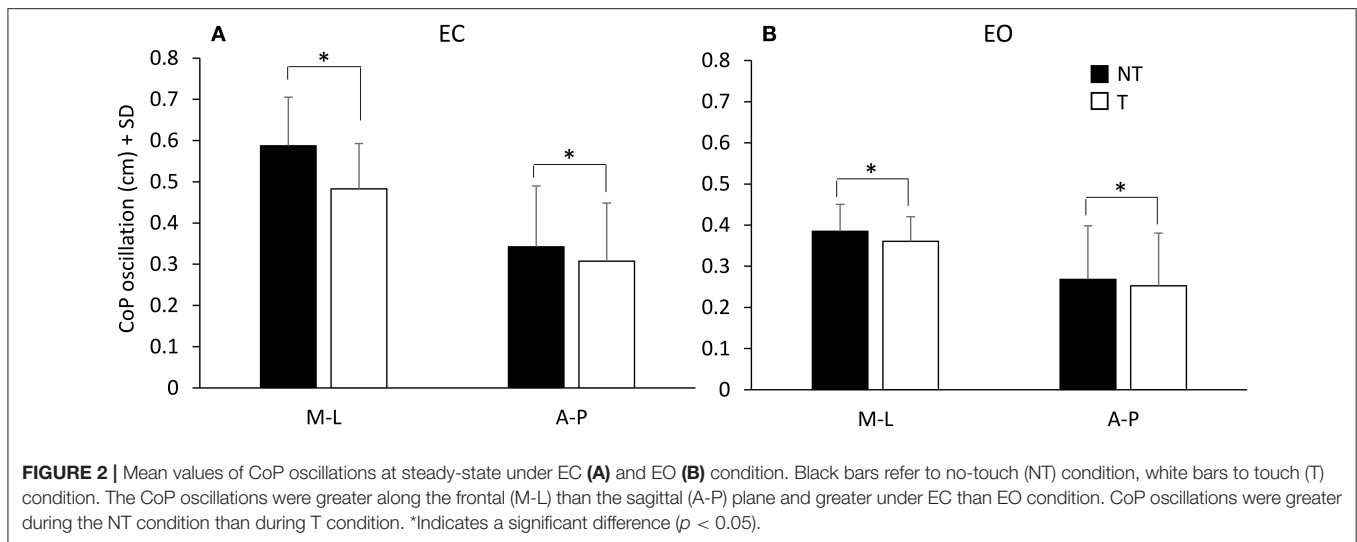 A EC B EO
0.8
0.7
0.6
0.5
0.4
0.3
0.2
0.1
0
CoP oscillation (cm) + SD
*
*
M-L A-P
0.8
0.7
0.6
0.5
0.4
0.3
0.2
0.1
0
NT
T
*
*
M-L A-P
FIGURE 2 | Mean values of CoP oscillations at steady-state under EC (A) and EO (B) condition. Black bars refer to no-touch (NT) condition, white bars to touch (T)
condition. The CoP oscillations were greater along the frontal (M-L) than the sagittal (A-P) plane and greater under EC than EO condition. CoP oscillations were greater
during the NT condition than during T condition. *Indicates a significant difference (p < 0.05).